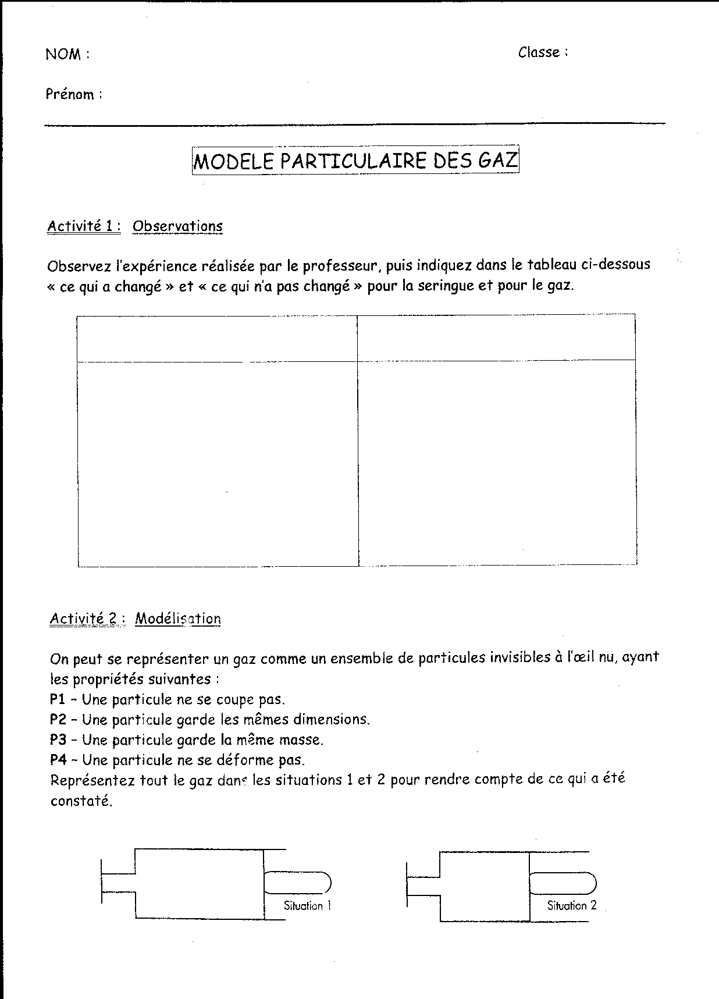 NOM :
Classe :
Prénom :
MODELE PARTICULAIRE DES GAZ
Activité 1 : Observations
Observez l'expérience réalisée par le professeur, puis indiquez dans le tableau ci-dessous
« ce qui a changé » et « ce qui n'a pas changé » pour la seringue et pour le gaz.
Activité 2 : Modélisation
On peut se représenter un gaz comme un ensemble de particules invisibles à l'œil nu, ayant
les propriétés suivantes :
P1 - Une particule ne se coupe pas.
P2 - Une particule garde les mêmes dimensions.
P3 - Une particule garde la même masse.
P4 - Une particule ne se déforme pas.
Représentez tout le gaz dans les situations 1 et 2 pour rendre compte de ce qui a été
constaté.
Situation 1
Situation 2